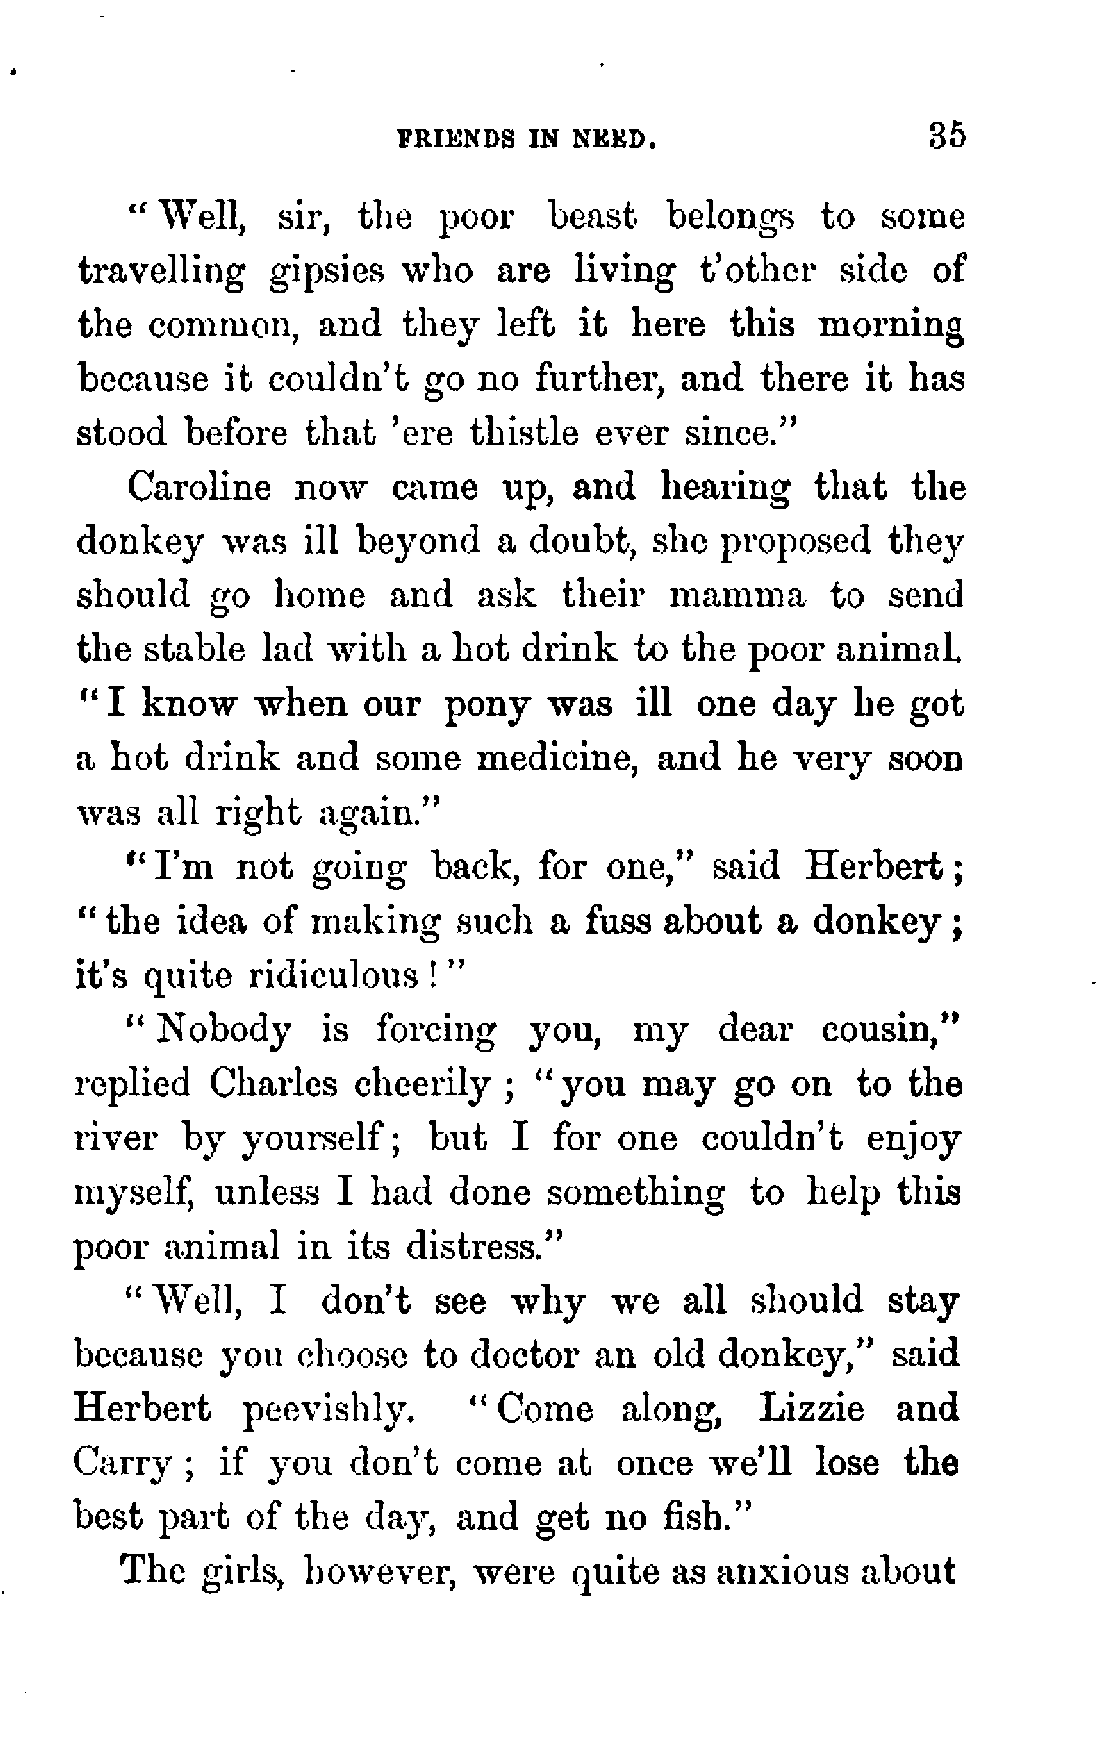 FRIENDS IN NEED. 35
“Well, sir, the poor beast belongs to some
travelling gipsies who are living t’other side of
the common, and they left it here this morning
because it couldn’t go no further, and there it has
stood before that ’ere thistle ever since.”
Caroline now came up, and hearing that the
donkey was ill beyond a doubt, she proposed they
should go home and ask their mamma to send
the stable lad with a hot drink to the poor animal.
“I know when our pony was ill one day he got
a hot drink and some medicine, and he very soon
was all right again.”
“I’m not going back, for one,” said Herbert;
“the idea of making such a fuss about a donkey;
it’s quite ridiculous!”
“Nobody is forcing you, my dear cousin,”
replied Charles cheerily; “you may go on to the
river by yourself; but I for one couldn’t enjoy
myself, unless I had done something to help this
poor animal in its distress.”
“Well, I don’t see why we all should stay
because you choose to doctor an old donkey,” said
Herbert peevishly. “Come along, Lizzie and
Carry; if you don’t come at once we’ll lose the
best part of the day, and get no fish.”
The girls, however, were quite as anxious about